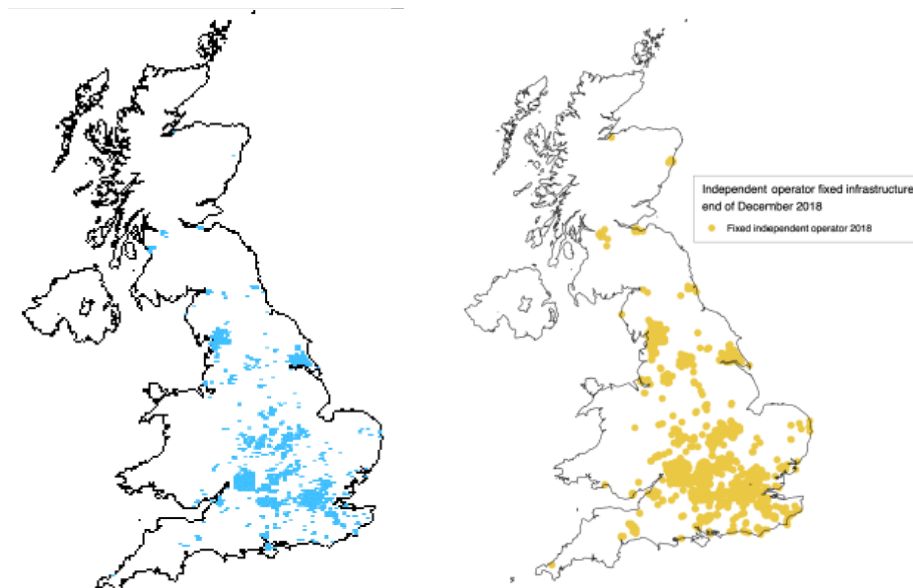 Independent operator fixed infrastructure
end of December 2018
Fixed independent operator 2018